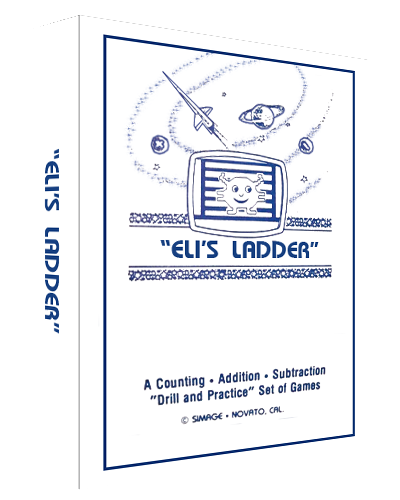 "ELI'S LADDER"
"ELI'S LADDER"
A Counting • Addition • Subtraction
"Drill and Practice" Set of Games
© SIMAGE • NOVATO, CAL.